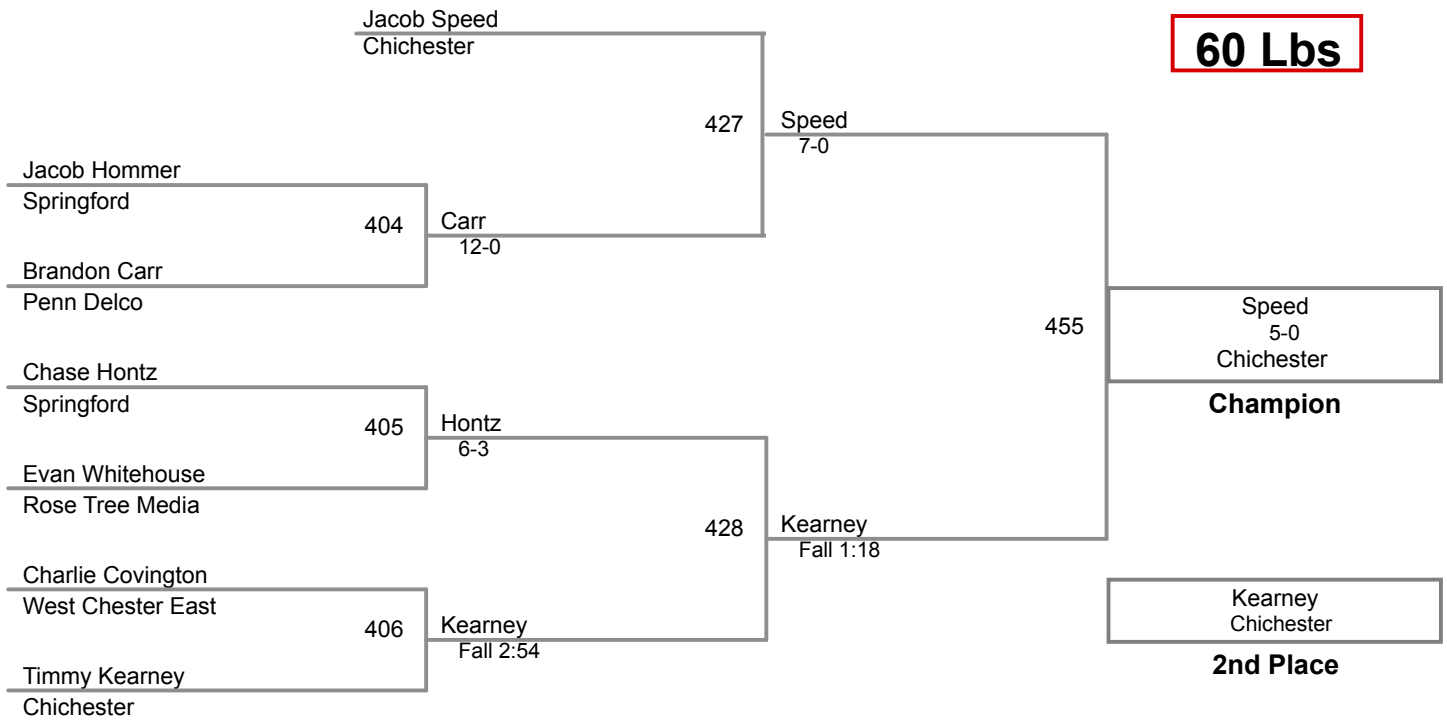 Jacob Speed
Chichester
60 Lbs
427
Speed
7-0
Jacob Hommer
Springford
404
Carr
12-0
Brandon Carr
Penn Delco
455
Speed
5-0
Chichester
Champion
Chase Hontz
Springford
405
Hontz
6-3
Evan Whitehouse
Rose Tree Media
428
Kearney
Fall 1:18
Charlie Covington
West Chester East
406
Kearney
Fall 2:54
Timmy Kearney
Chichester
Kearney
Chichester
2nd Place